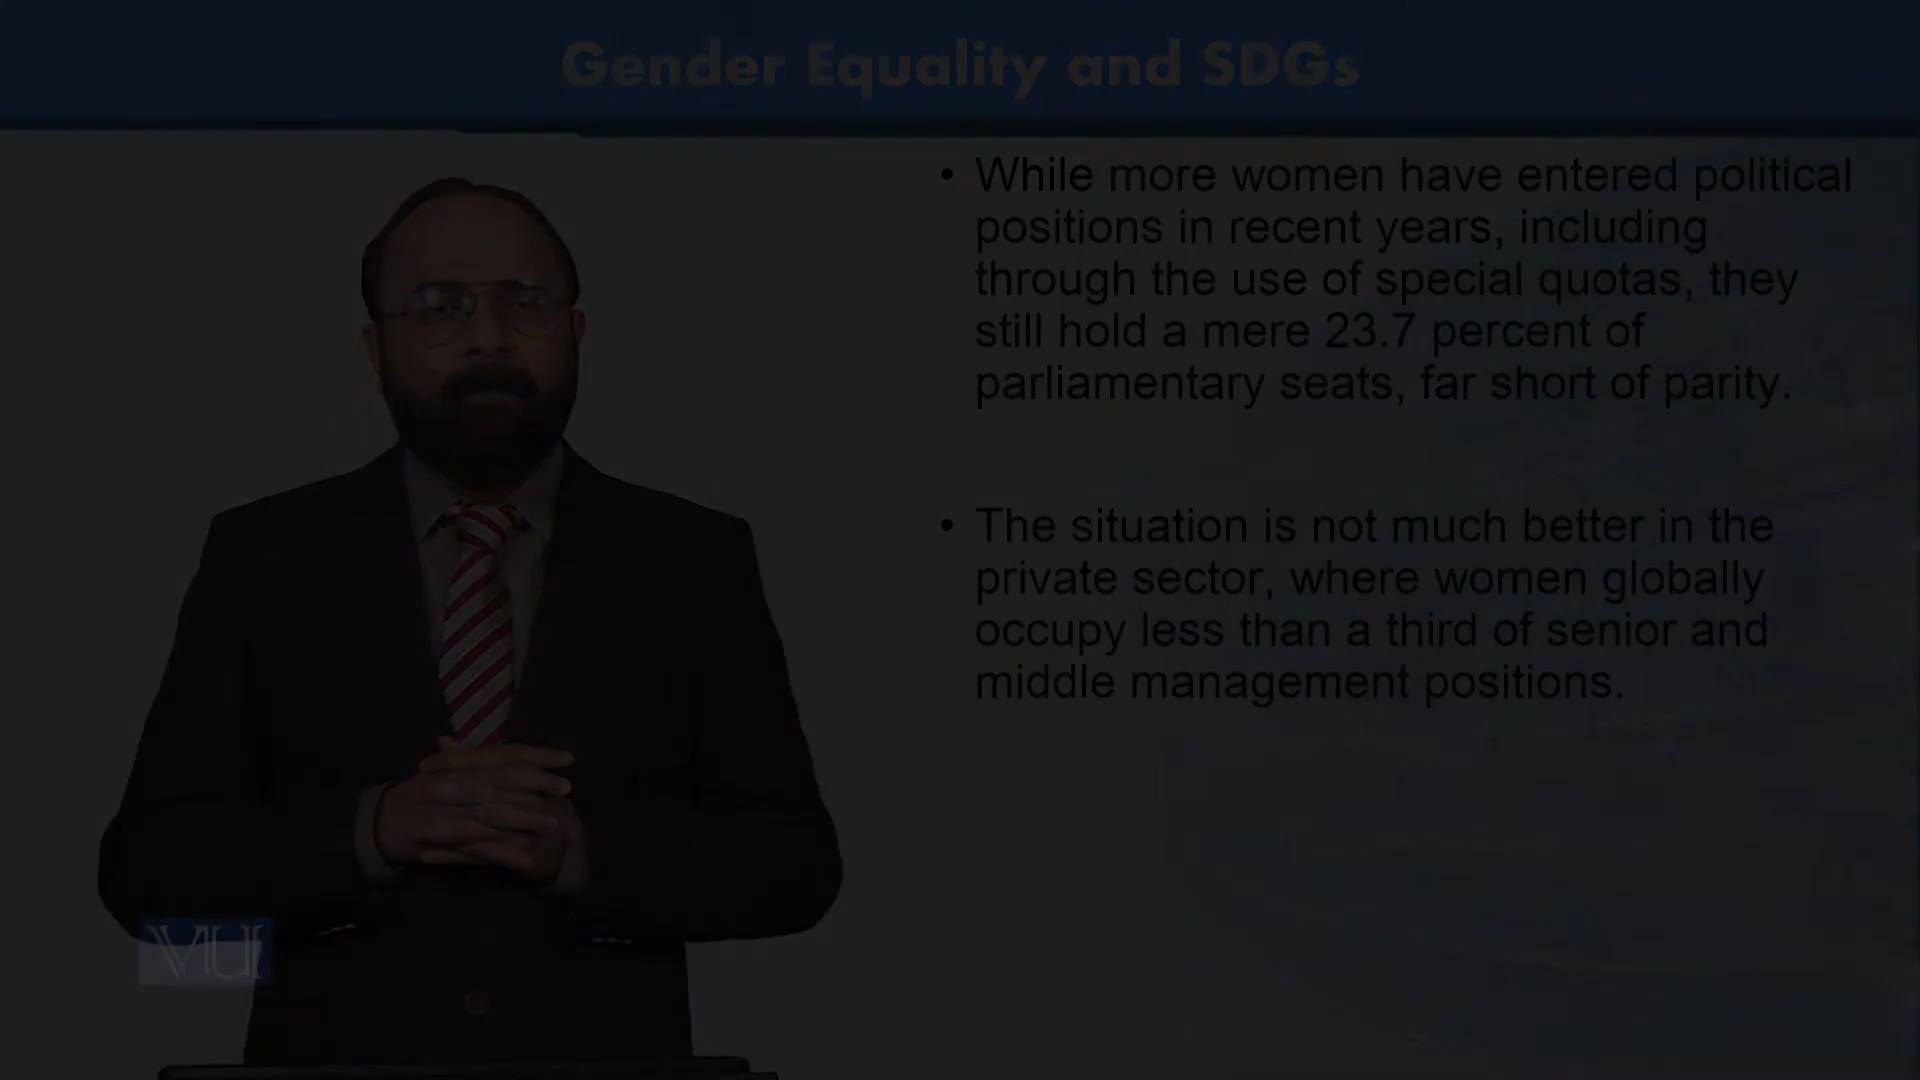 Gender Equality and SDGs
• While more women have entered political
positions in recent years, including
through the use of special quotas, they
still hold a mere 23.7 percent of
parliamentary seats, far short of parity.
• The situation is not much better in the
private sector, where women globally
occupy less than a third of senior and
middle management positions.
VU